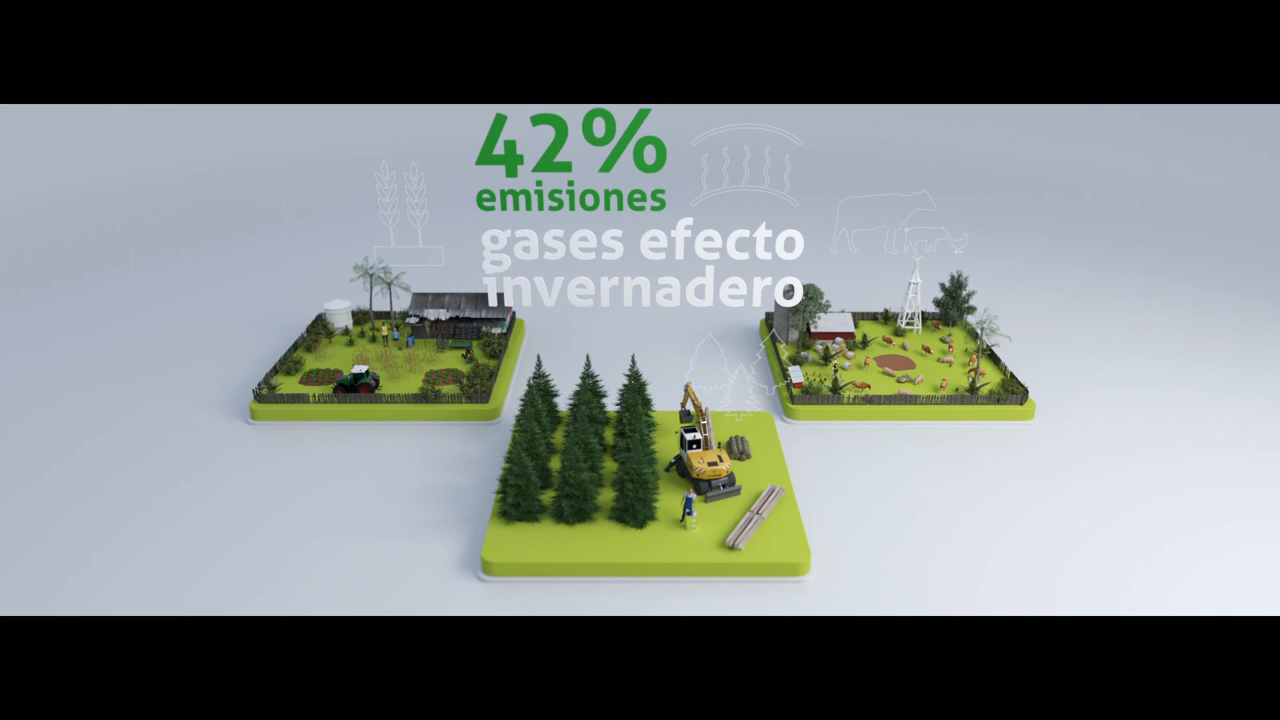 42%
emisiones
gases efecto
invernadero